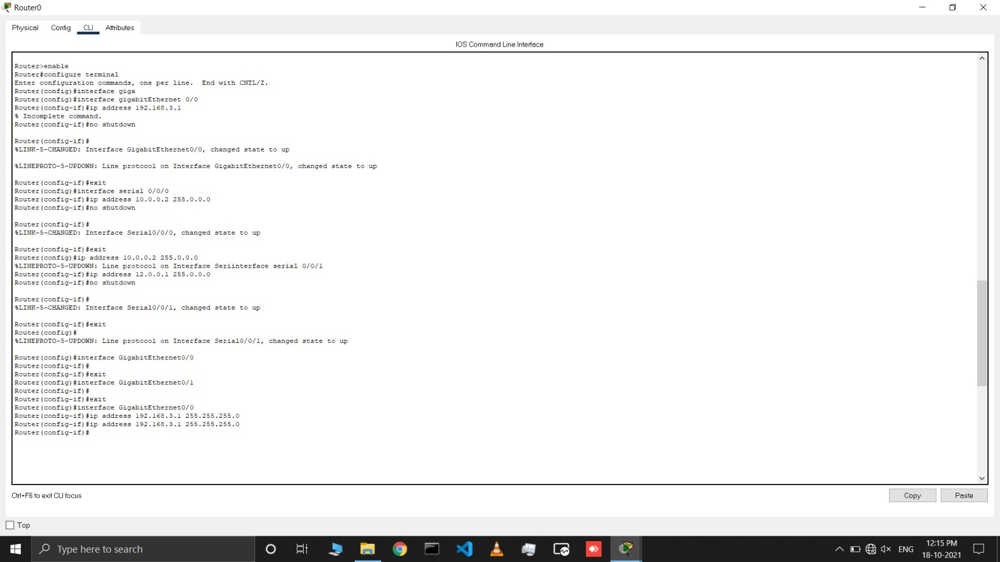 Router0
Physical Config CLI Attributes
IOS Command Line Interface
Router>enable
Router#configure terminal
Enter configuration commands, one per line.  End with CNTL/Z.
Router(config)#interface giga
Router(config)#interface gigabitEthernet 0/0
Router(config-if)#ip address 192.168.3.1
% Incomplete command.
Router(config-if)#no shutdown
Router(config-if)#
%LINK-5-CHANGED: Interface GigabitEthernet0/0, changed state to up
%LINEPROTO-5-UPDOWN: Line protocol on Interface GigabitEthernet0/0, changed state to up
Router(config-if)#exit
Router(config)#interface serial 0/0/0
Router(config-if)#ip address 10.0.0.2 255.0.0.0
Router(config-if)#no shutdown
Router(config-if)#
%LINK-5-CHANGED: Interface Serial0/0/0, changed state to up
Router(config-if)#exit
Router(config)#ip address 10.0.0.2 255.0.0.0
%LINEPROTO-5-UPDOWN: Line protocol on Interface Seriinterface serial 0/0/1
Router(config-if)#ip address 12.0.0.1 255.0.0.0
Router(config-if)#no shutdown
Router(config-if)#
%LINK-5-CHANGED: Interface Serial0/0/1, changed state to up
Router(config-if)#exit
Router(config)#
%LINEPROTO-5-UPDOWN: Line protocol on Interface Serial0/0/1, changed state to up
Router(config)#interface GigabitEthernet0/0
Router(config-if)#
Router(config-if)#exit
Router(config)#interface GigabitEthernet0/1
Router(config-if)#
Router(config-if)#exit
Router(config)#interface GigabitEthernet0/0
Router(config-if)#ip address 192.168.3.1 255.255.255.0
Router(config-if)#ip address 192.168.3.1 255.255.255.0
Router(config-if)#
Ctrl+F6 to exit CLI focus
Copy Paste
Top
Type here to search
ENG
12:15 PM
18-10-2021